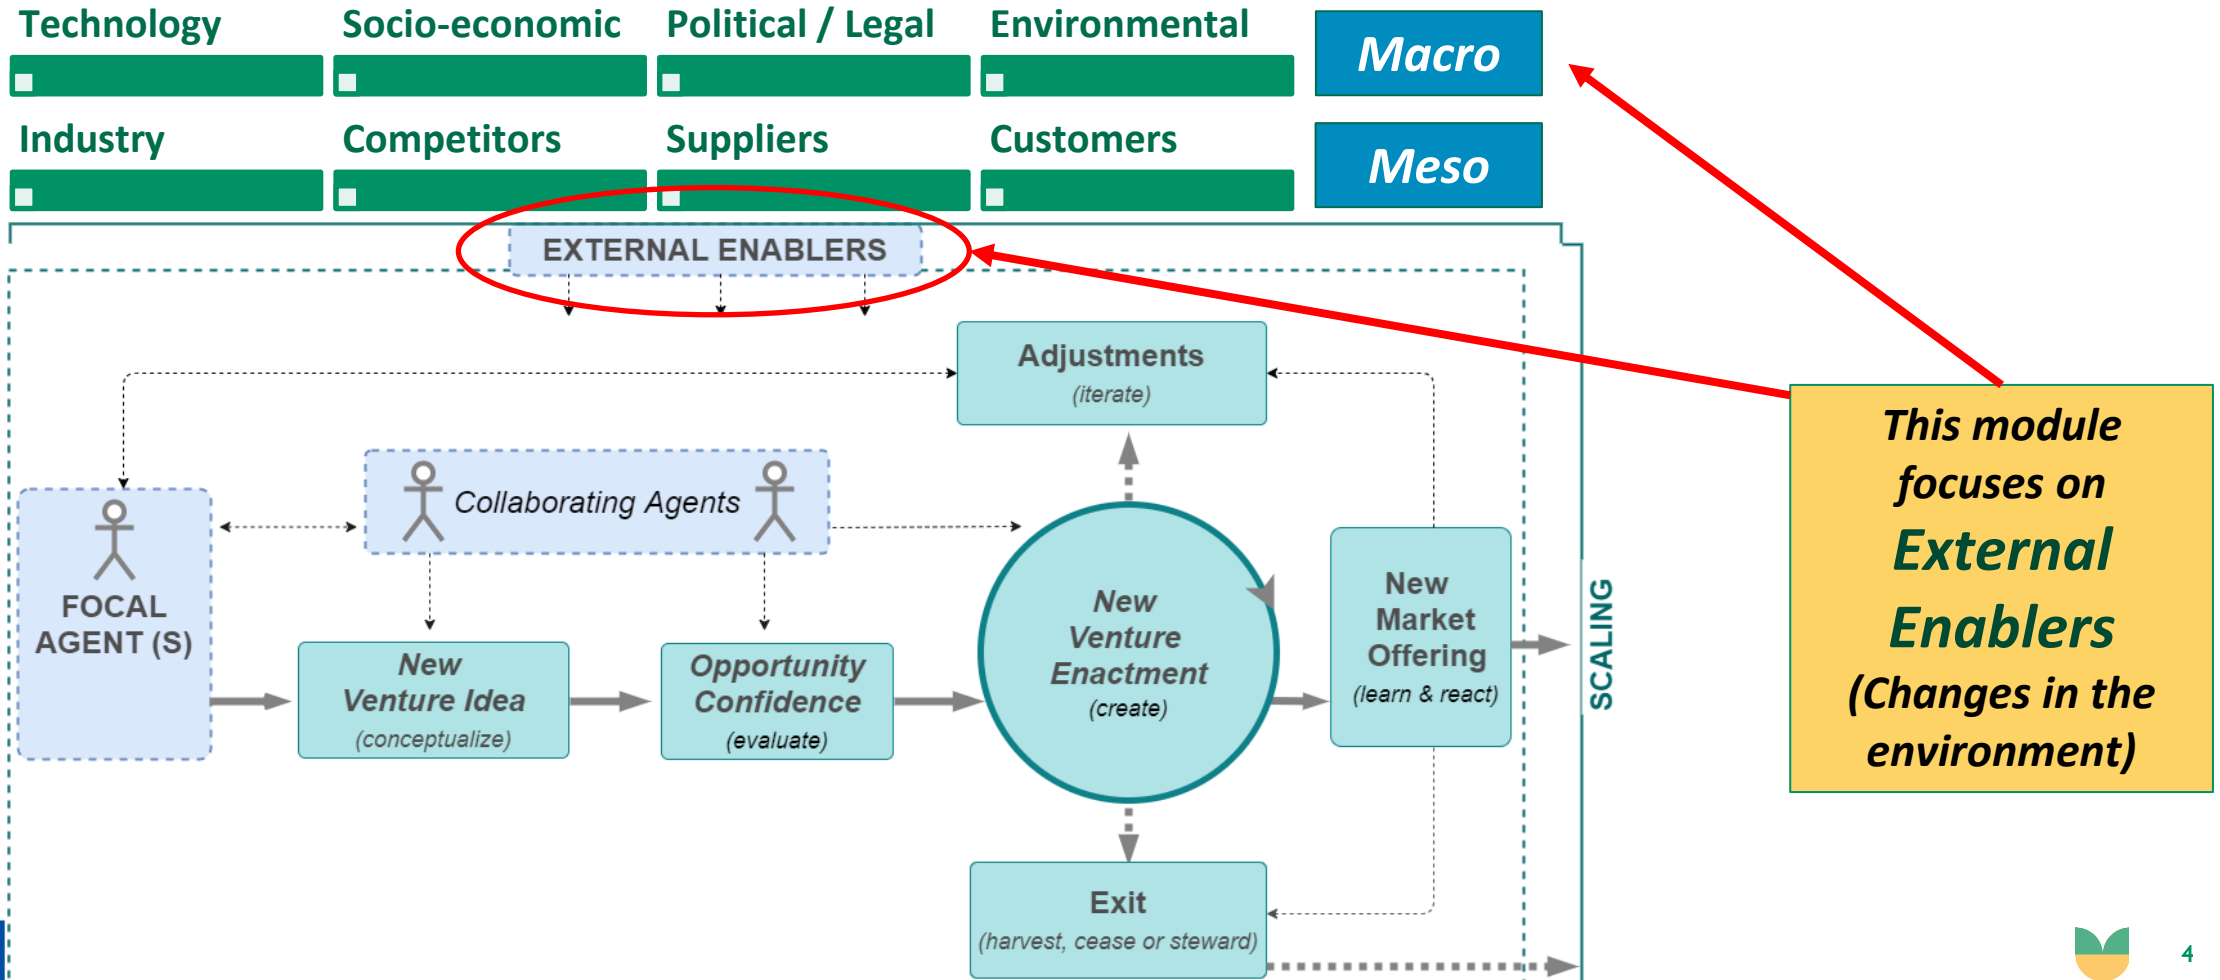 Technology
Socio-economic
Political / Legal
Environmental
Macro
Industry
Competitors
Suppliers
Customers
Meso
EXTERNAL ENABLERS
Adjustments
(iterate)
This module
focuses on
External
Enablers
(Changes in the
environment)
Collaborating Agents
FOCAL
AGENT (S)
New
Venture Idea
(conceptualize)
Opportunity
Confidence
(evaluate)
New
Venture
Enactment
(create)
New
Market
Offering
(learn & react)
SCALING
Exit
(harvest, cease or steward)
4